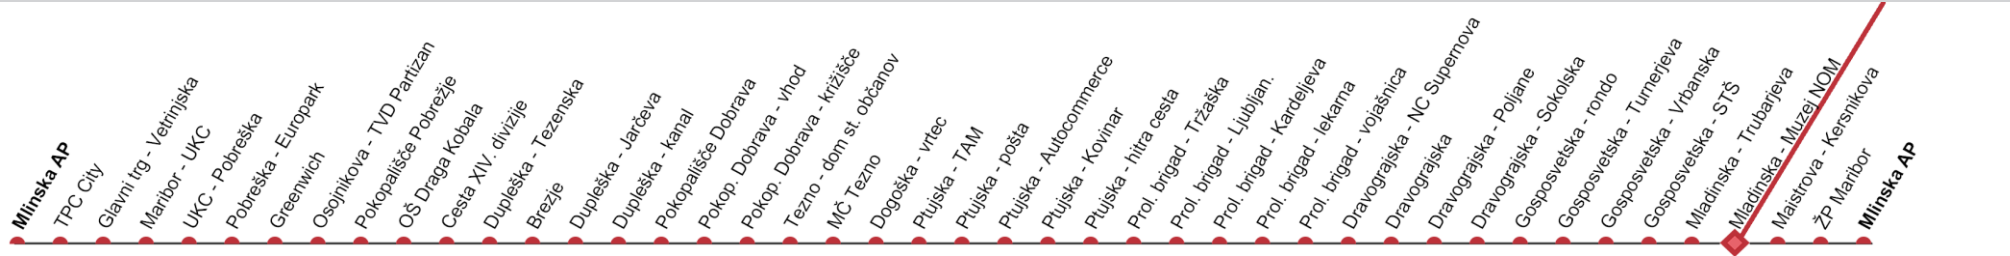 Mlinska AP
TPC City
Glavni trg - Vetrinjska
Maribor - UKC
UKC - Pobreška
Pobreška - Europark
Greenwich
Osojnikova - TVD Partizan
Pokopališče Pobrežje
OŠ Draga Kobala
Cesta XIV. divizije
Dupleška - Tezenska
Brezje
Dupleška - Jarčeva
Dupleška - kanal
Pokopališče Dobrava
Pokop. Dobrava - vhod
Pokop. Dobrava - križišče
Tezno - dom st. občanov
MČ Tezno
Dogoška - vrtec
Ptujska - TAM
Ptujska - pošta
Ptujska - Autocommerce
Ptujska - Kovinar
Ptujska - hitra cesta
Prol. brigad - Tržaška
Prol. brigad - Ljubljan.
Prol. brigad - Kardeljeva
Prol. brigad - lekarna
Prol. brigad - vojašnica
Dravograjska - NC Supernova
Dravograjska
Dravograjska - Poljane
Dravograjska - Sokolska
Gosposvetska - rondo
Gosposvetska - Turnerjeva
Gosposvetska - Vrbanska
Gosposvetska - STŠ
Mladinska - Trubarjeva
Mladinska - Muzej NOM
Maistrova - Kersnikova
ŽP Maribor
Mlinska AP